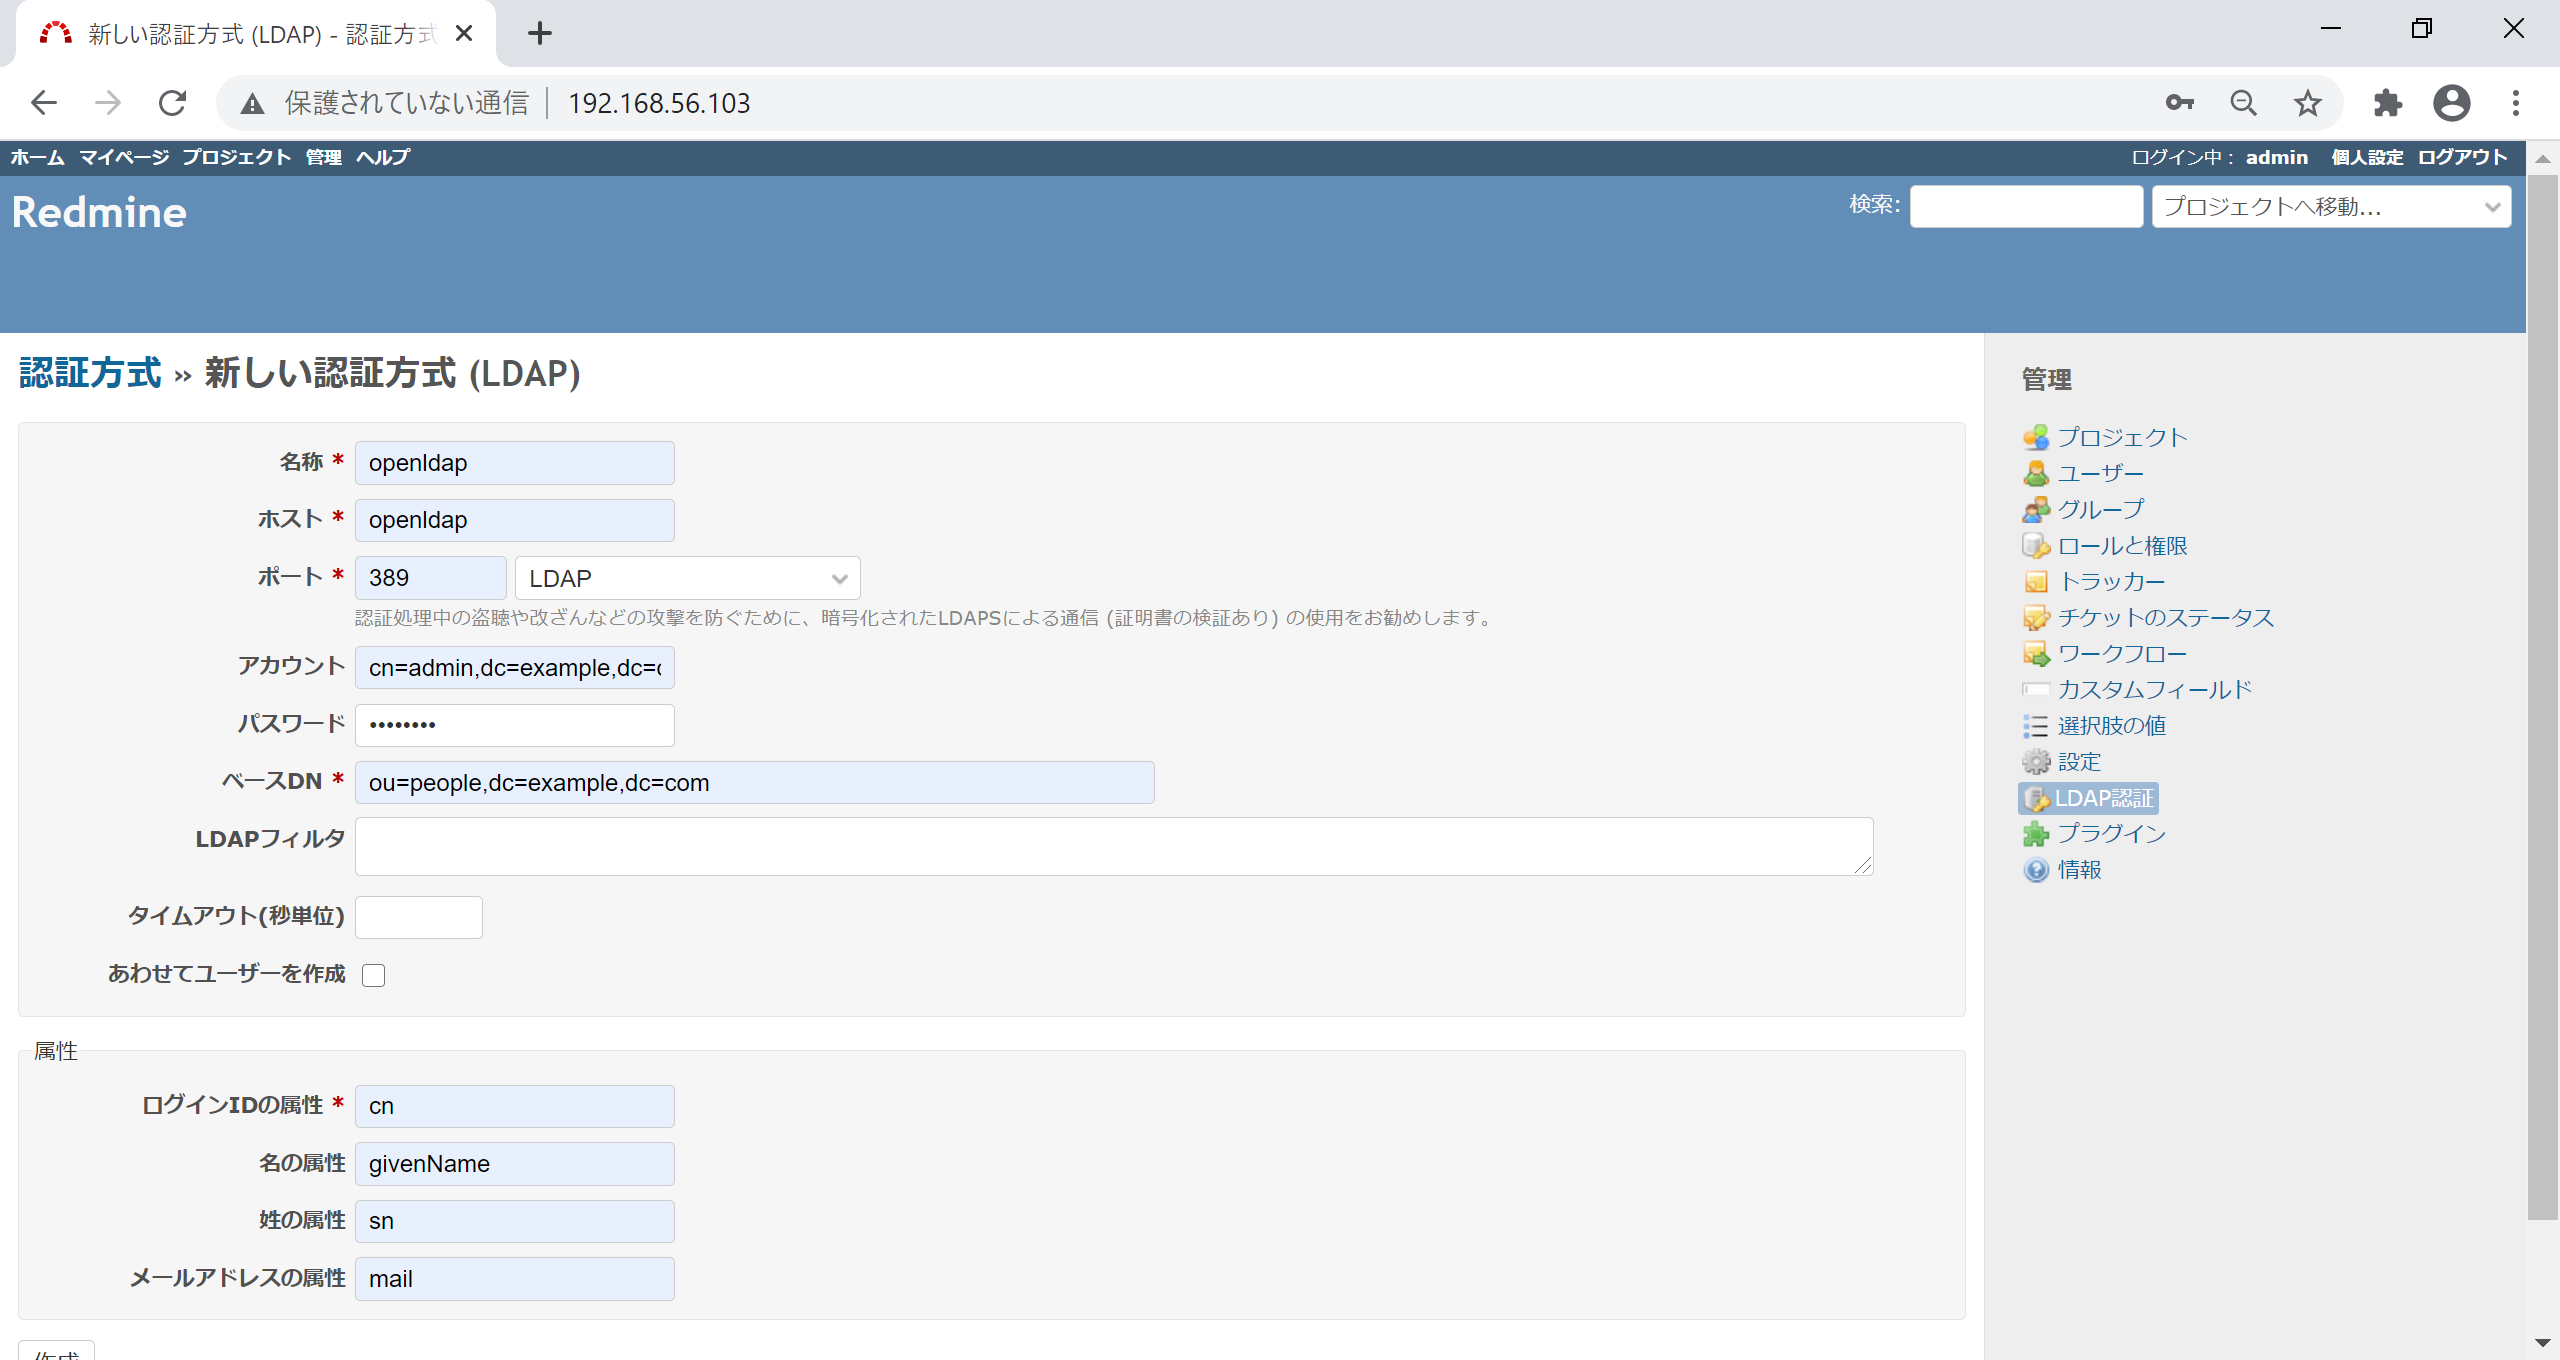 新しい認証方式 (LDAP) - 認証方式
保護されていない通信 192.168.56.103
ホーム マイページ プロジェクト 管理 ヘルプ ログイン中： admin 個人設定 ログアウト
Redmine
検索: プロジェクトへ移動...
認証方式 » 新しい認証方式 (LDAP)
名称 * openldap
ホスト * openldap
ポート * 389 LDAP
認証処理中の盗聴や改ざんなどの攻撃を防ぐために、暗号化されたLDAPSによる通信 (証明書の検証あり) の使用をお勧めします。
アカウント cn=admin,dc=example,dc=c
パスワード ••••••••
ベースDN * ou=people,dc=example,dc=com
LDAPフィルタ
タイムアウト(秒単位)
あわせてユーザーを作成
属性
ログインIDの属性 * cn
名の属性 givenName
姓の属性 sn
メールアドレスの属性 mail
作成
管理
プロジェクト
ユーザー
グループ
ロールと権限
トラッカー
チケットのステータス
ワークフロー
カスタムフィールド
選択肢の値
設定
LDAP認証
プラグイン
情報